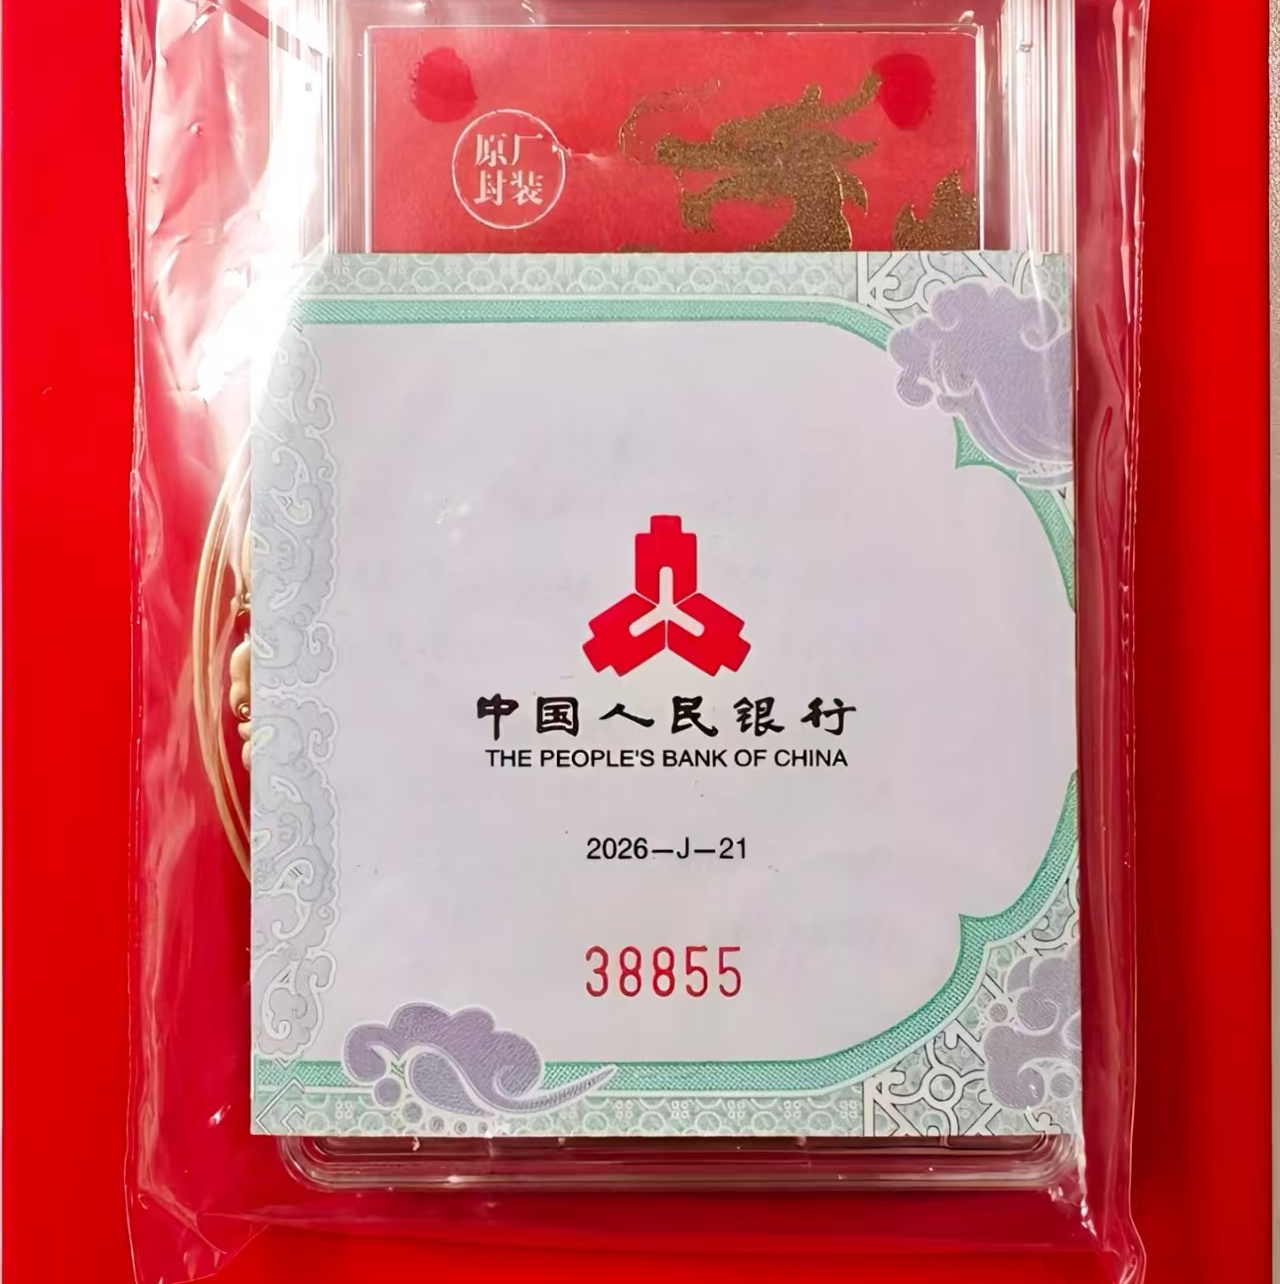 原厂
封装
中国人民银行
THE PEOPLE'S BANK OF CHINA
2026—J—21
38855